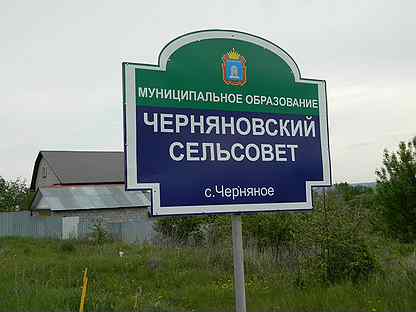 МУНИЦИПАЛЬНОЕ ОБРАЗОВАНИЕ
ЧЕРНЯНОВСКИЙ
СЕЛЬСОВЕТ
с.Черняное